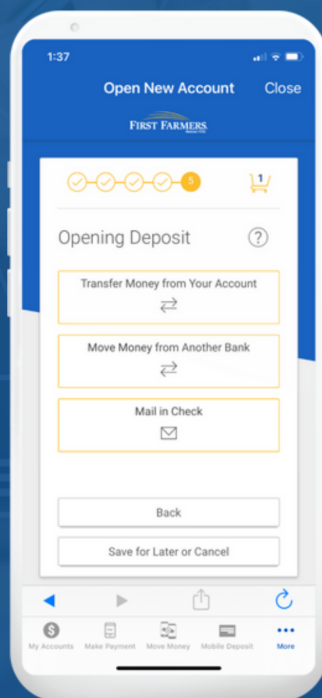 1:37
Open New Account
Close
FIRST FARMERS
5
1
Opening Deposit
?
Transfer Money from Your Account
Move Money from Another Bank
Mail in Check
Back
Save for Later or Cancel
My Accounts
Make Payment
Move Money
Mobile Deposit
More